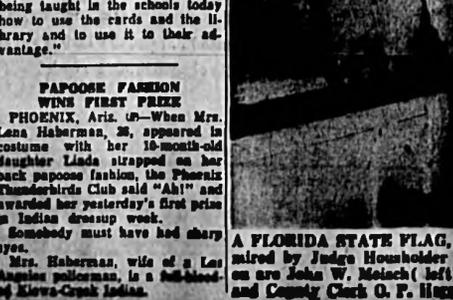 being taught in the schools today
how to use the cards and the li-
brary and to use it to their ad-
vantage."
PAPOOSE FASHION
WINS FIRST PRIZE
PHOENIX, Ariz. UP—When Mrs.
Lena Haberman, 26, appeared in
costume with her 10-month-old
daughter Linda strapped on her
back papoose fashion, the Phoenix
Thunderbirds Club said "Ah!" and
awarded her yesterday's first prize
in Indian dressup week.
Somebody must have had sharp
eyes.
Mrs. Haberman, wife of a Los
Angeles policeman, is a full-blood-
ed Kiowa-Creek Indian.
A FLORIDA STATE FLAG,
mired by Judge Housholder
on are John W. Meisch( left
and County Clerk O. P.